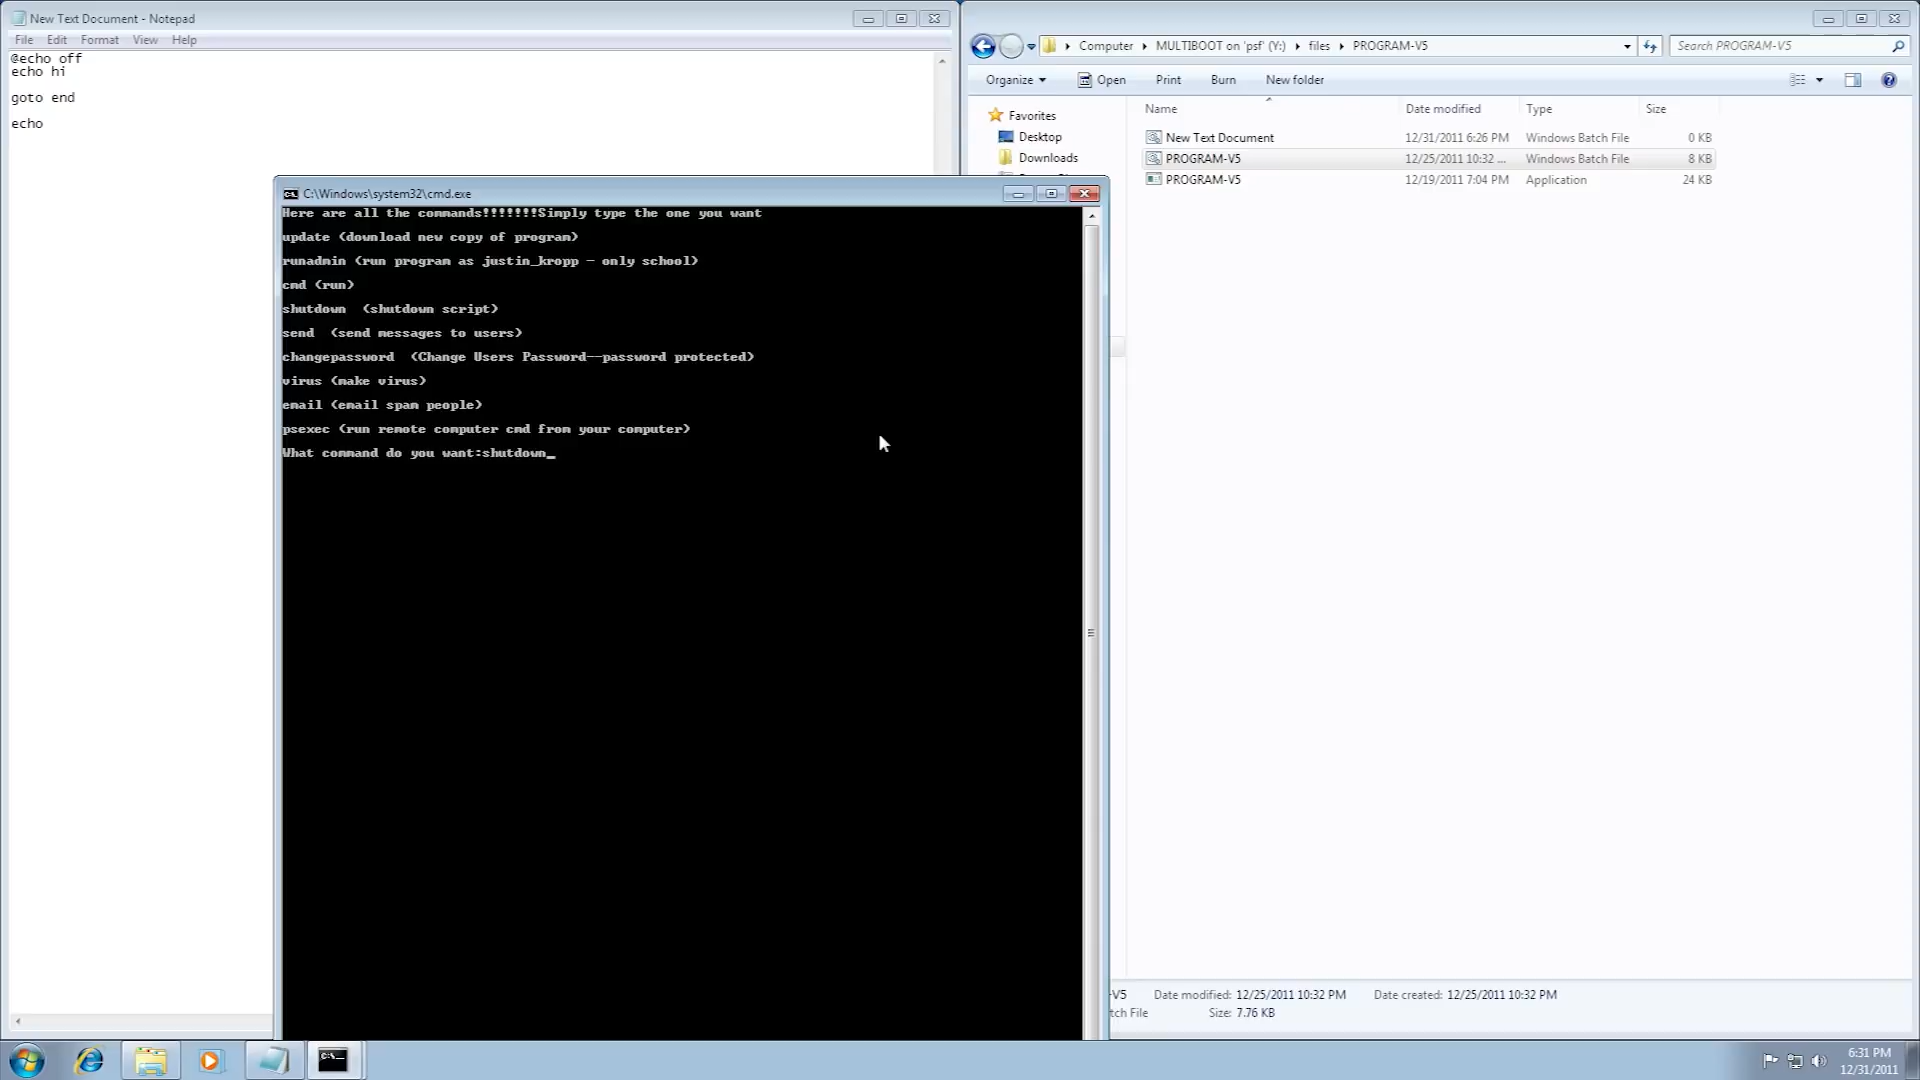 New Text Document - Notepad
File Edit Format View Help
@echo off
echo hi
goto end
echo
Computer MULTIBOOT on 'psf' (Y:) files PROGRAM-V5
Search PROGRAM-V5
Organize Open Print Burn New folder
Favorites
Desktop
Downloads
Name Date modified Type Size
New Text Document 12/31/2011 6:26 PM Windows Batch File 0 KB
PROGRAM-V5 12/25/2011 10:32 ... Windows Batch File 8 KB
PROGRAM-V5 12/19/2011 7:04 PM Application 24 KB
C:\Windows\system32\cmd.exe
Here are all the commands!!!!!!!Simply type the one you want
update (download new copy of program)
runadmin (run program as justin_kropp - only school)
cmd (run)
shutdown  (shutdown script)
send  (send messages to users)
changepassword  (Change Users Password--password protected)
virus (make virus)
email (email spam people)
psexec (run remote computer cmd from your computer)
What command do you want:shutdown_
-V5 Date modified: 12/25/2011 10:32 PM Date created: 12/25/2011 10:32 PM
tch File Size: 7.76 KB
6:31 PM
12/31/2011